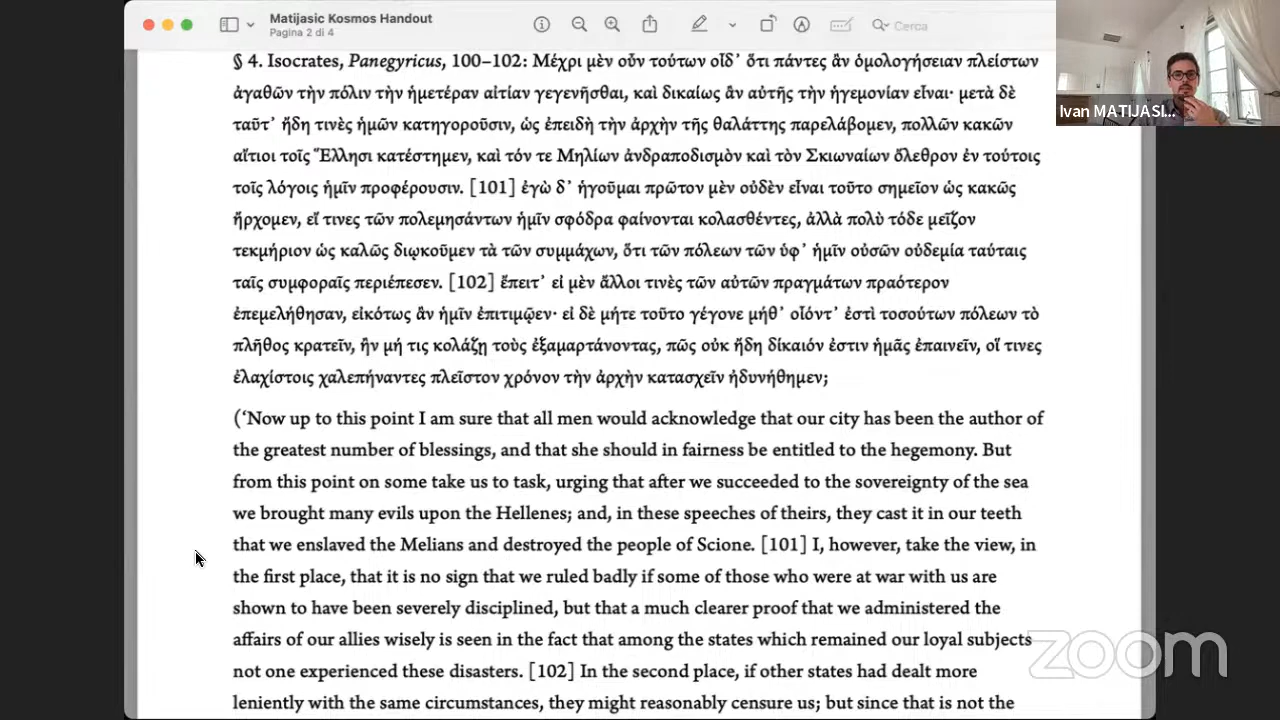 Matijasic Kosmos Handout
Pagina 2 di 4
Cerca
Ivan MATIJASI...
§ 4. Isocrates, Panegyricus, 100–102: Μέχρι μὲν οὖν τούτων οἶδ’ ὅτι πάντες ἂν ὁμολογήσειαν πλείστων
ἀγαθῶν τὴν πόλιν τὴν ἡμετέραν αἰτίαν γεγενῆσθαι, καὶ δικαίως ἂν αὐτῆς τὴν ἡγεμονίαν εἶναι· μετὰ δὲ
ταῦτ’ ἤδη τινὲς ἡμῶν κατηγοροῦσιν, ὡς ἐπειδὴ τὴν ἀρχὴν τῆς θαλάττης παρελάβομεν, πολλῶν κακῶν
αἴτιοι τοῖς Ἕλλησι κατέστημεν, καὶ τόν τε Μηλίων ἀνδραποδισμὸν καὶ τὸν Σκιωναίων ὄλεθρον ἐν τούτοις
τοῖς λόγοις ἡμῖν προφέρουσιν. [101] ἐγὼ δ’ ἡγοῦμαι πρῶτον μὲν οὐδὲν εἶναι τοῦτο σημεῖον ὡς κακῶς
ἤρχομεν, εἴ τινες τῶν πολεμησάντων ἡμῖν σφόδρα φαίνονται κολασθέντες, ἀλλὰ πολὺ τόδε μεῖζον
τεκμήριον ὡς καλῶς διῳκοῦμεν τὰ τῶν συμμάχων, ὅτι τῶν πόλεων τῶν ὑφ’ ἡμῖν οὐσῶν οὐδεμία ταύταις
ταῖς συμφοραῖς περιέπεσεν. [102] ἔπειτ’ εἰ μὲν ἄλλοι τινὲς τῶν αὐτῶν πραγμάτων πραότερον
ἐπεμελήθησαν, εἰκότως ἂν ἡμῖν ἐπιτιμῷεν· εἰ δὲ μήτε τοῦτο γέγονε μήθ’ οἷόντ’ ἐστὶ τοσούτων πόλεων τὸ
πλῆθος κρατεῖν, ἢν μή τις κολάζῃ τοὺς ἐξαμαρτάνοντας, πῶς οὐκ ἤδη δίκαιόν ἐστιν ἡμᾶς ἐπαινεῖν, οἵ τινες
ἐλαχίστοις χαλεπήναντες πλεῖστον χρόνον τὴν ἀρχὴν κατασχεῖν ἠδυνήθημεν;
(‘Now up to this point I am sure that all men would acknowledge that our city has been the author of
the greatest number of blessings, and that she should in fairness be entitled to the hegemony. But
from this point on some take us to task, urging that after we succeeded to the sovereignty of the sea
we brought many evils upon the Hellenes; and, in these speeches of theirs, they cast it in our teeth
that we enslaved the Melians and destroyed the people of Scione. [101] I, however, take the view, in
the first place, that it is no sign that we ruled badly if some of those who were at war with us are
shown to have been severely disciplined, but that a much clearer proof that we administered the
affairs of our allies wisely is seen in the fact that among the states which remained our loyal subjects
not one experienced these disasters. [102] In the second place, if other states had dealt more
leniently with the same circumstances, they might reasonably censure us; but since that is not the
zoom